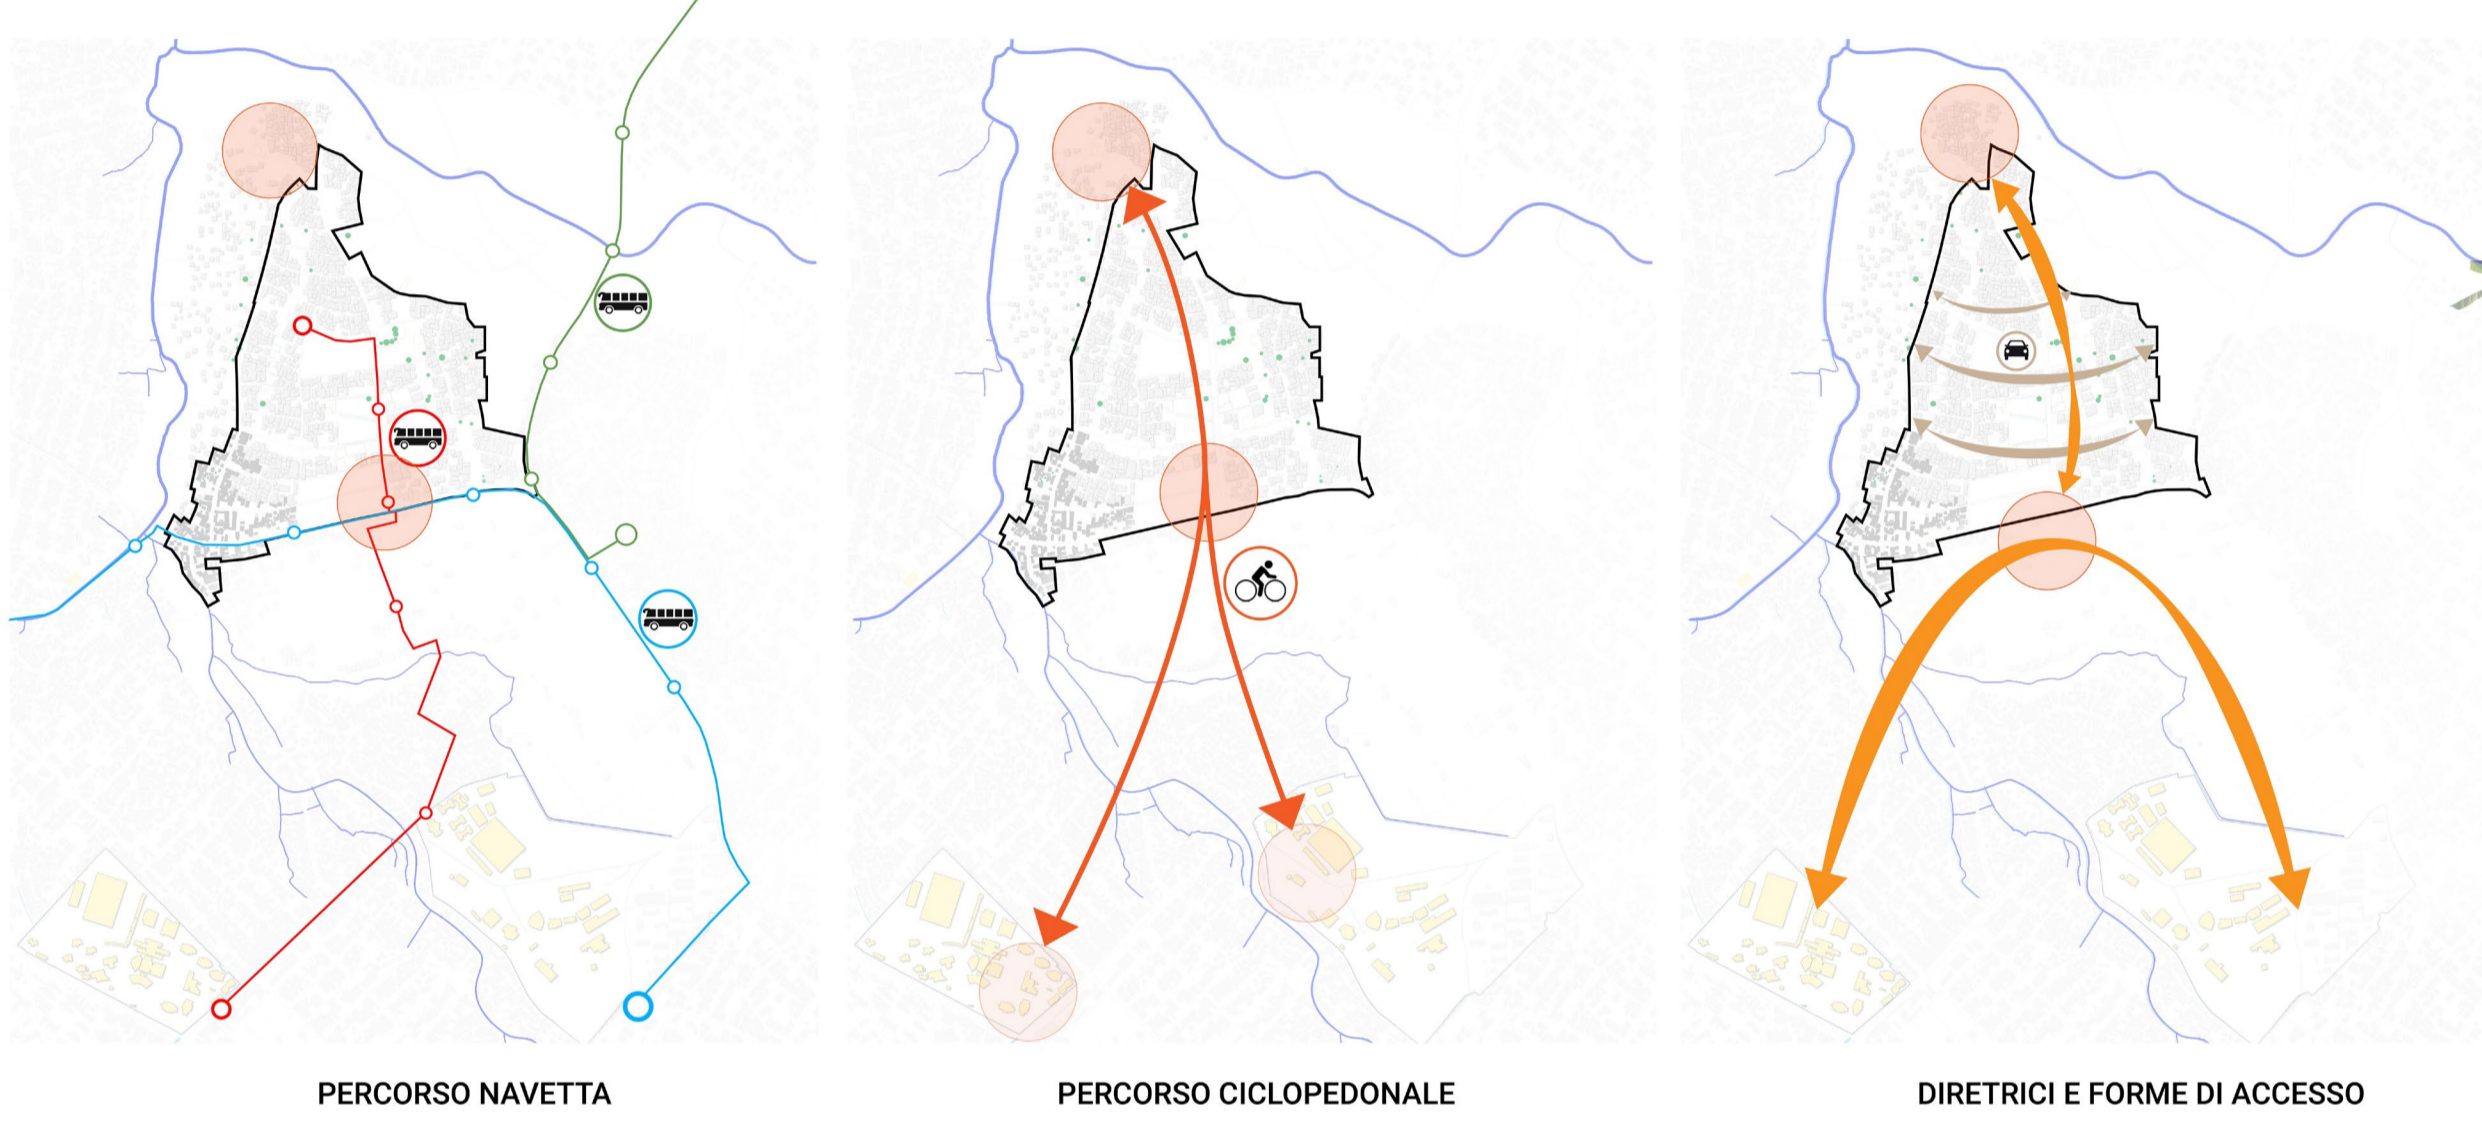 PERCORSO NAVETTA
PERCORSO CICLOPEDONALE
DIRETRICI E FORME DI ACCESSO